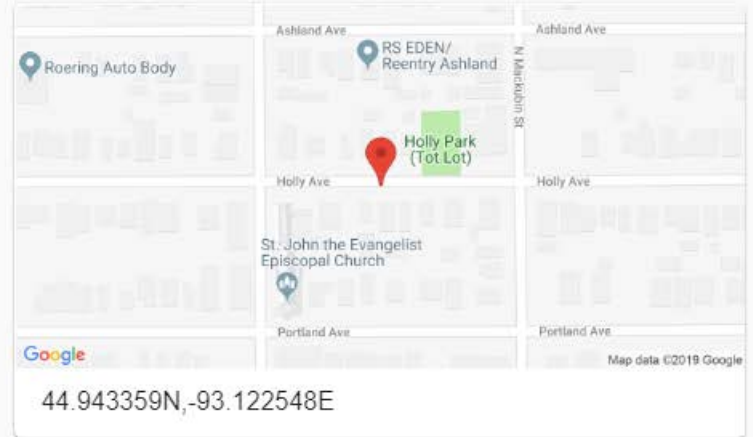 Ashland Ave
Ashland Ave
RS EDEN/
Reentry Ashland
Roering Auto Body
N Mackubin St
Holly Park
(Tot Lot)
Holly Ave
Holly Ave
St. John the Evangelist
Episcopal Church
Portland Ave
Portland Ave
Google
Map data ©2019 Google
44.943359N,-93.122548E